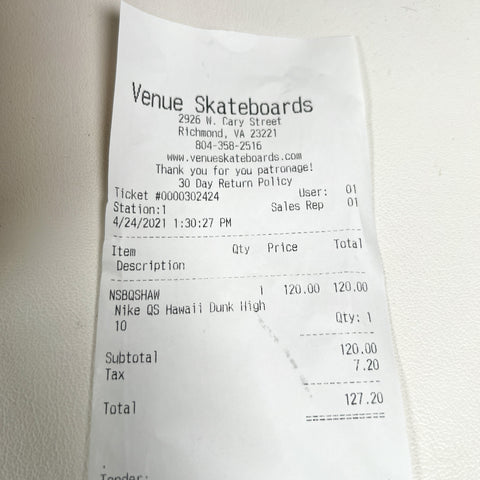 Venue Skateboards
2926 W. Cary Street
Richmond, VA 23221
804-358-2516
www.venueskateboards.com
Thank you for you patronage!
30 Day Return Policy
Ticket #0000302424 User: 01
Station:1 Sales Rep 01
4/24/2021 1:30:27 PM
Item Qty Price Total
Description
NSBQSHAW 1 120.00 120.00
Nike QS Hawaii Dunk High
10 Qty: 1
Subtotal 120.00
Tax 7.20
Total 127.20
Tender: